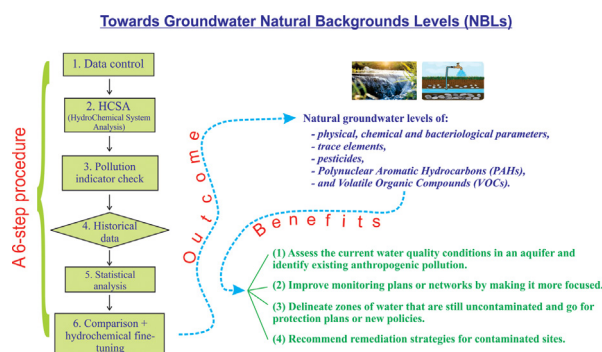 Towards Groundwater Natural Backgrounds Levels (NBLs)
A 6-step procedure
1. Data control
2. HCSA
(HydroChemical System
Analysis)
3. Pollution
indicator check
4. Historical
data
5. Statistical
analysis
6. Comparison +
hydrochemical fine-
tuning
Outcome
Natural groundwater levels of:
- physical, chemical and bacteriological parameters,
- trace elements,
- pesticides,
- Polynuclear Aromatic Hydrocarbons (PAHs),
- and Volatile Organic Compounds (VOCs).
Benefits
(1) Assess the current water quality conditions in an aquifer and
identify existing anthropogenic pollution.
(2) Improve monitoring plans or networks by making it more focused.
(3) Delineate zones of water that are still uncontaminated and go for
protection plans or new policies.
(4) Recommend remediation strategies for contaminated sites.